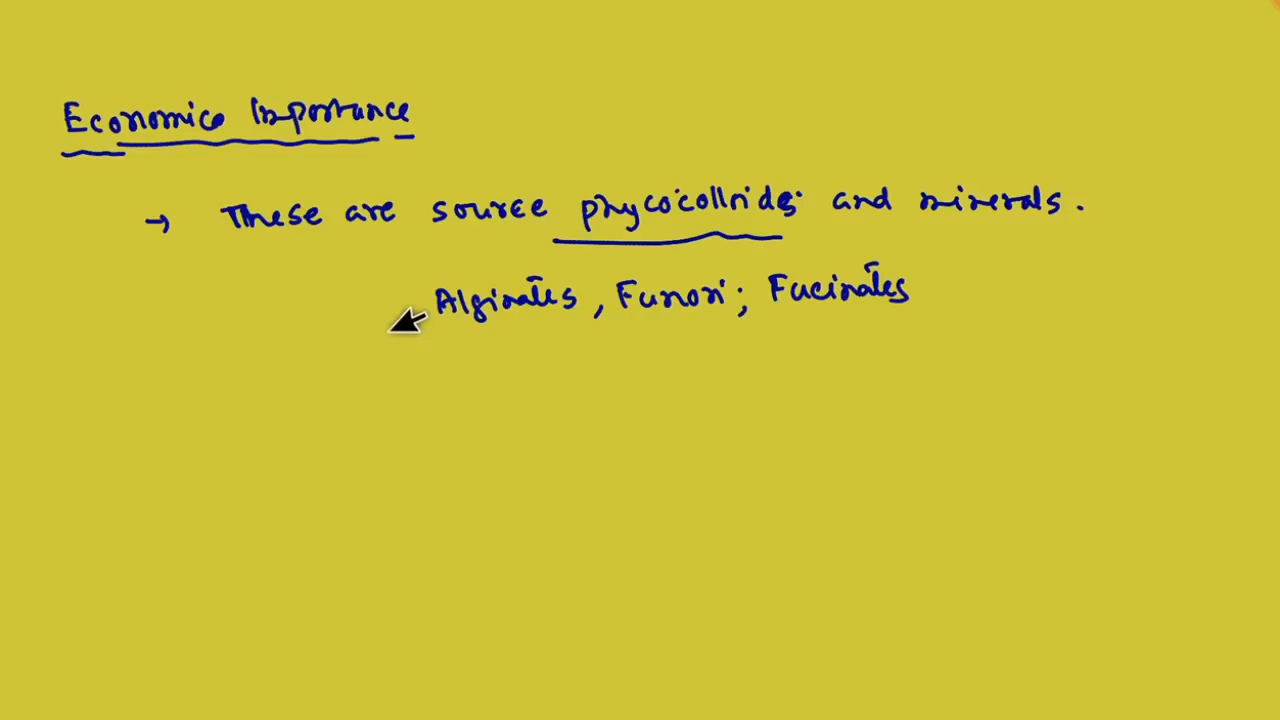 Economic Importance
→ These are source phycocolloids and minerals.
Alginates, Funori; Fucinates